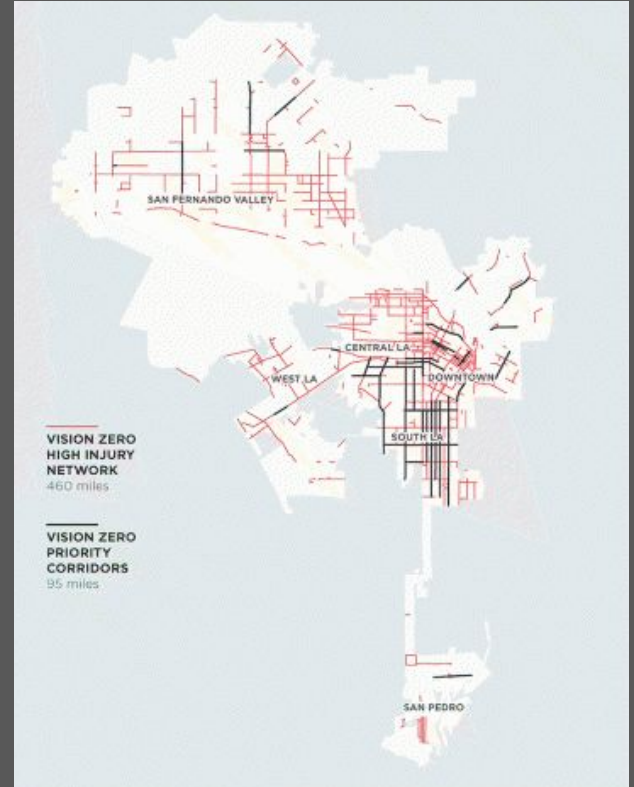 SAN FERNANDO VALLEY
CENTRAL LA
WEST LA
DOWNTOWN
SOUTH LA
VISION ZERO
HIGH INJURY
NETWORK
460 miles
VISION ZERO
PRIORITY
CORRIDORS
95 miles
SAN PEDRO